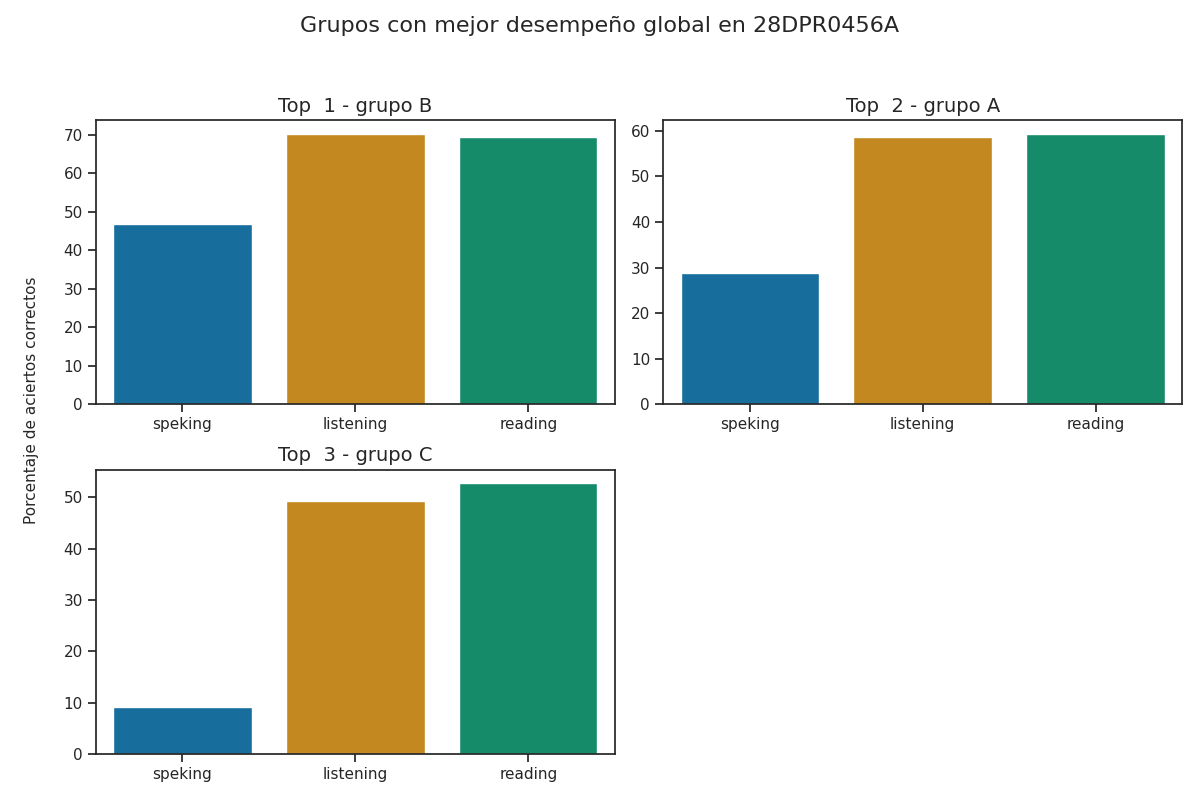 Grupos con mejor desempeño global en 28DPR0456A
Porcentaje de aciertos correctos
Top  1 - grupo B
70
60
50
40
30
20
10
0
speking listening reading
Top  2 - grupo A
60
50
40
30
20
10
0
speking listening reading
Top  3 - grupo C
50
40
30
20
10
0
speking listening reading